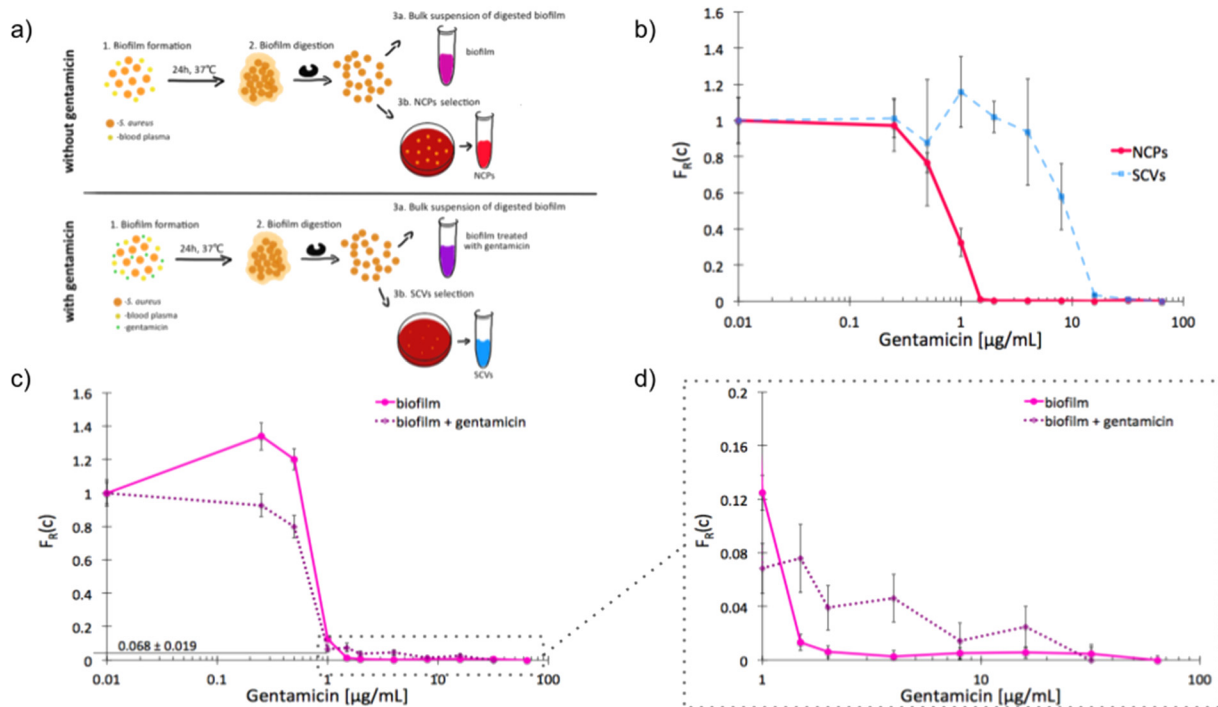 a)
without gentamicin
1. Biofilm formation
24h, 37℃
2. Biofilm digestion
3a. Bulk suspension of digested biofilm
biofilm
3b. NCPs selection
NCPs
-S. aureus
-blood plasma
with gentamicin
1. Biofilm formation
24h, 37℃
2. Biofilm digestion
3a. Bulk suspension of digested biofilm
biofilm treated
with gentamicin
3b. SCVs selection
SCVs
-S. aureus
-blood plasma
-gentamicin
b)
1.6
1.4
1.2
1
0.8
0.6
0.4
0.2
0
FR(c)
0.01
0.1
1
10
100
Gentamicin [µg/mL]
NCPs
SCVs
c)
1.6
1.4
1.2
1
0.8
0.6
0.4
0.2
0
FR(c)
biofilm
biofilm + gentamicin
0.068 ± 0.019
0.01
0.1
1
10
100
Gentamicin [µg/mL]
d)
0.2
0.16
0.12
0.08
0.04
0
FR(c)
biofilm
biofilm + gentamicin
1
10
100
Gentamicin [µg/mL]